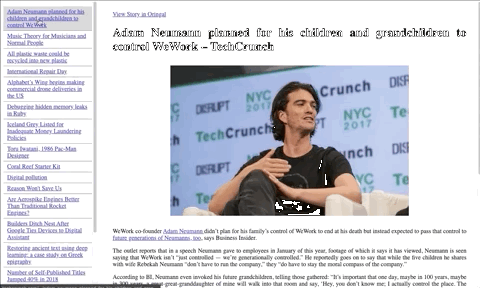 Adam Neumann planned for his
children and grandchildren to
control WeWork
Music Theory for Musicians and
Normal People
All plastic waste could be
recycled into new plastic
International Repair Day
Alphabet's Wing begins making
commercial drone deliveries in
the US
Debugging hidden memory leaks
in Ruby
Iceland Grey Listed for
Inadequate Money Laundering
Policies
Toru Iwatani, 1986 Pac-Man
Designer
Coral Reef Starter Kit
Digital pollution
Reason Won't Save Us
Are Aerospike Engines Better
Than Traditional Rocket
Engines?
Builders Ditch Nest After
Google Ties Devices to Digital
Assistant
Restoring ancient text using deep
learning: a case study on Greek
epigraphy
Number of Self-Published Titles
Jumped 40% in 2018
View Story in Original
Adam Neumann planned for his children and grandchildren to
control WeWork – TechCrunch
DISRUPT
NYC
2017
Crunch
TechCrunch
DISRUPT
NYC
2017
TechCrunch
WeWork co-founder Adam Neumann didn't plan for his family's control of WeWork to end at his death but instead expected to pass that control to
future generations of Neumanns, too, says Business Insider.
The outlet reports that in a speech Neumann gave to employees in January of this year, footage of which it says it has viewed, Neumann is seen
saying that WeWork isn't "just controlled — we're generationally controlled." He reportedly goes on to say that while the five children he shares
with wife Rebekah Neumann "don't have to run the company," they "do have to stay the moral compass of the company."
According to BI, Neumann even invoked his future grandchildren, telling those gathered: "It's important that one day, maybe in 100 years, maybe
in 300 years, a great-great-granddaughter of mine will walk into that room and say, 'Hey, you don't know me; I actually control the place. The